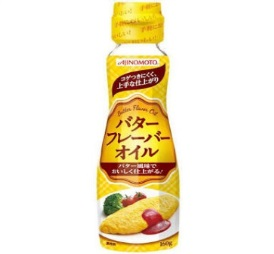 AJINOMOTO
コゲつきにくく、
上手な仕上がり
Butter Flavor Oil
バター
フレーバー
オイル
バター風味で
おいしく仕上がる♪
160g